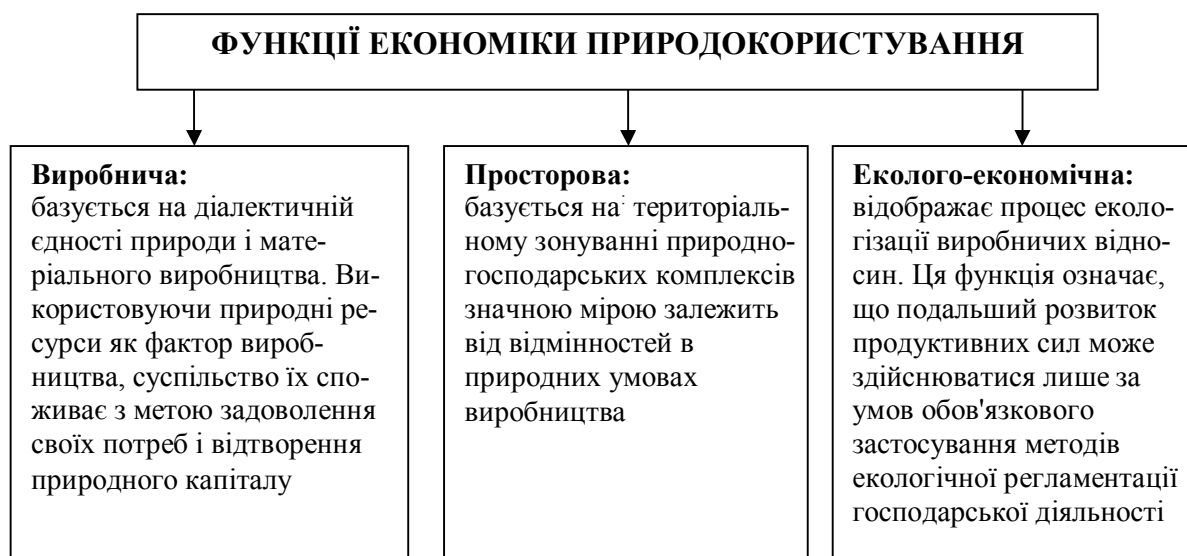 ФУНКЦІЇ ЕКОНОМІКИ ПРИРОДОКОРИСТУВАННЯ
Виробнича:
базується на діалектичній
єдності природи і мате-
ріального виробництва. Ви-
користовуючи природні ре-
сурси як фактор вироб-
ництва, суспільство їх спо-
живає з метою задоволення
своїх потреб і відтворення
природного капіталу
Просторова:
базується на територіаль-
ному зонуванні природно-
господарських комплексів
значною мірою залежить
від відмінностей в
природних умовах
виробництва
Еколого-економічна:
відображає процес еколо-
гізації виробничих відно-
син. Ця функція означає,
що подальший розвиток
продуктивних сил може
здійснюватися лише за
умов обов'язкового
застосування методів
екологічної регламентації
господарської діяльності